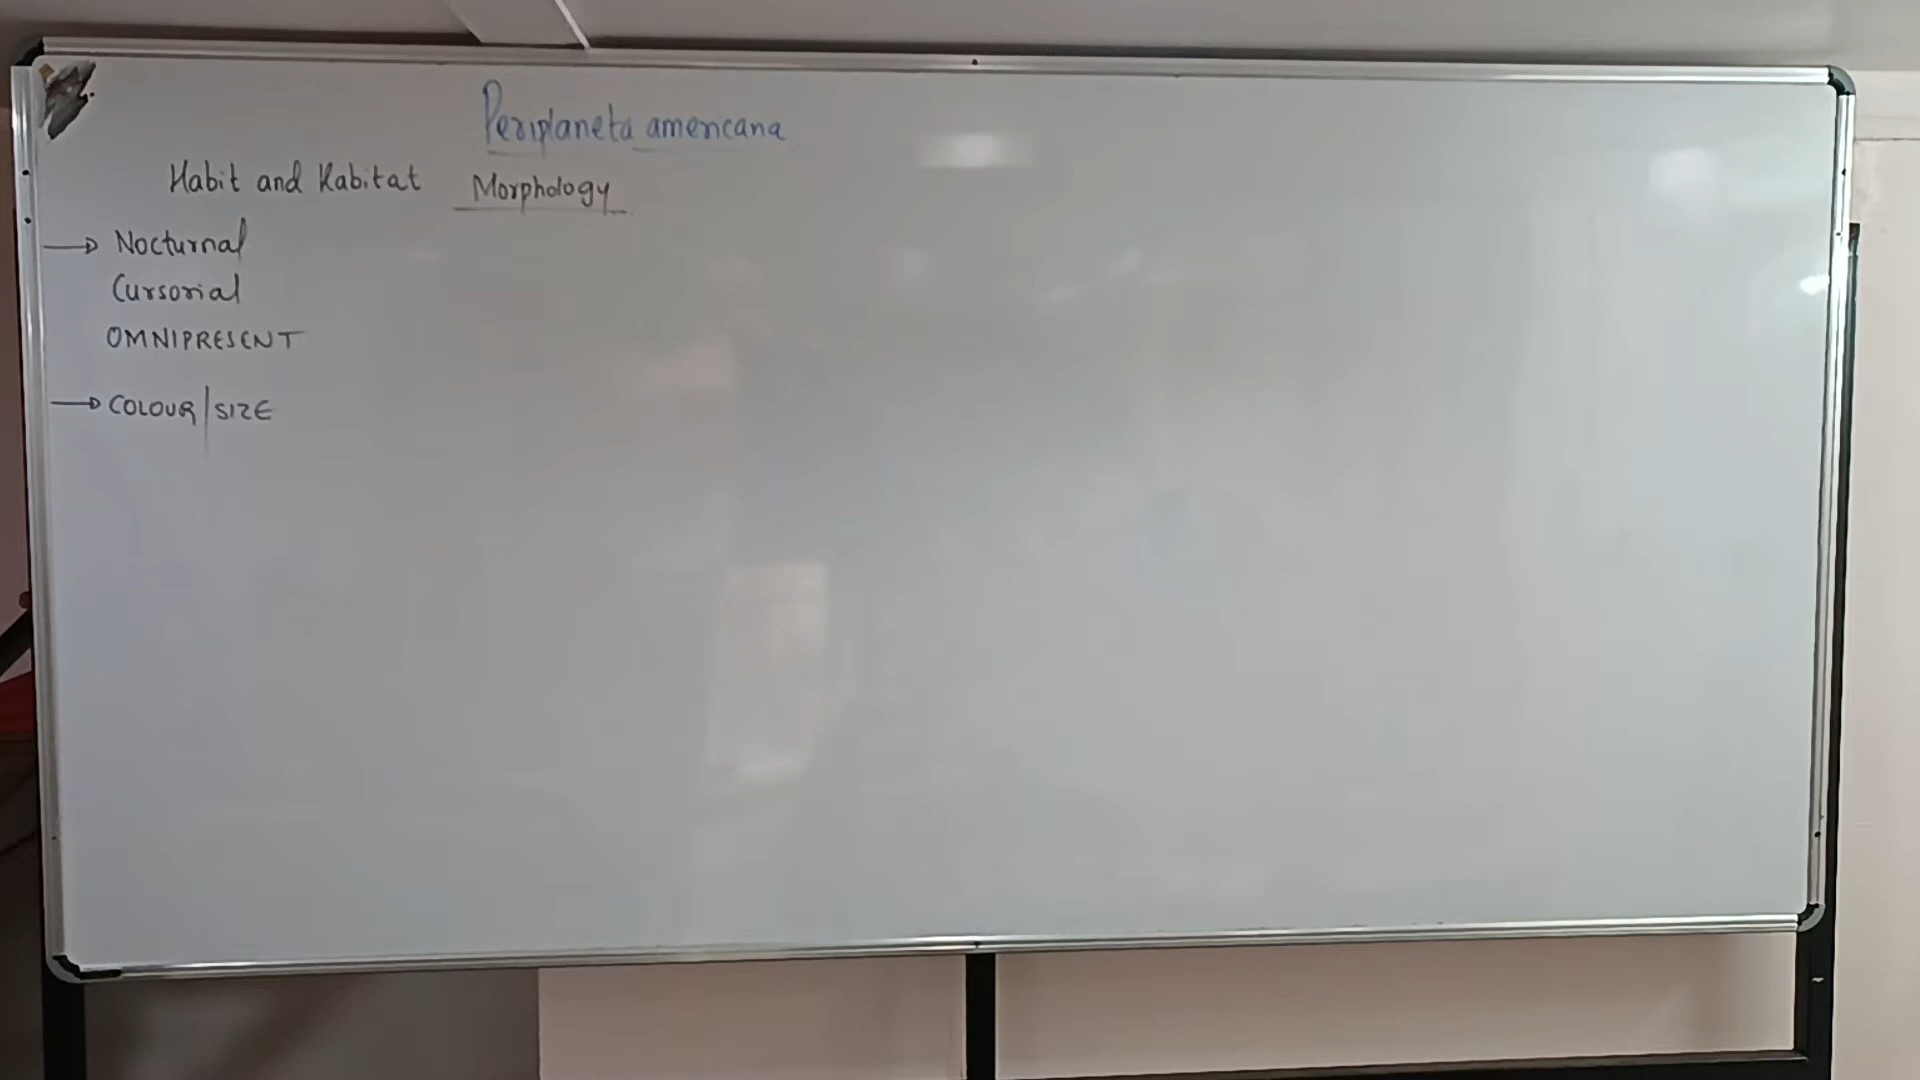 Periplaneta americana
Habit and Habitat Morphology
→ Nocturnal
Cursorial
OMNIPRESENT
→ COLOUR/SIZE